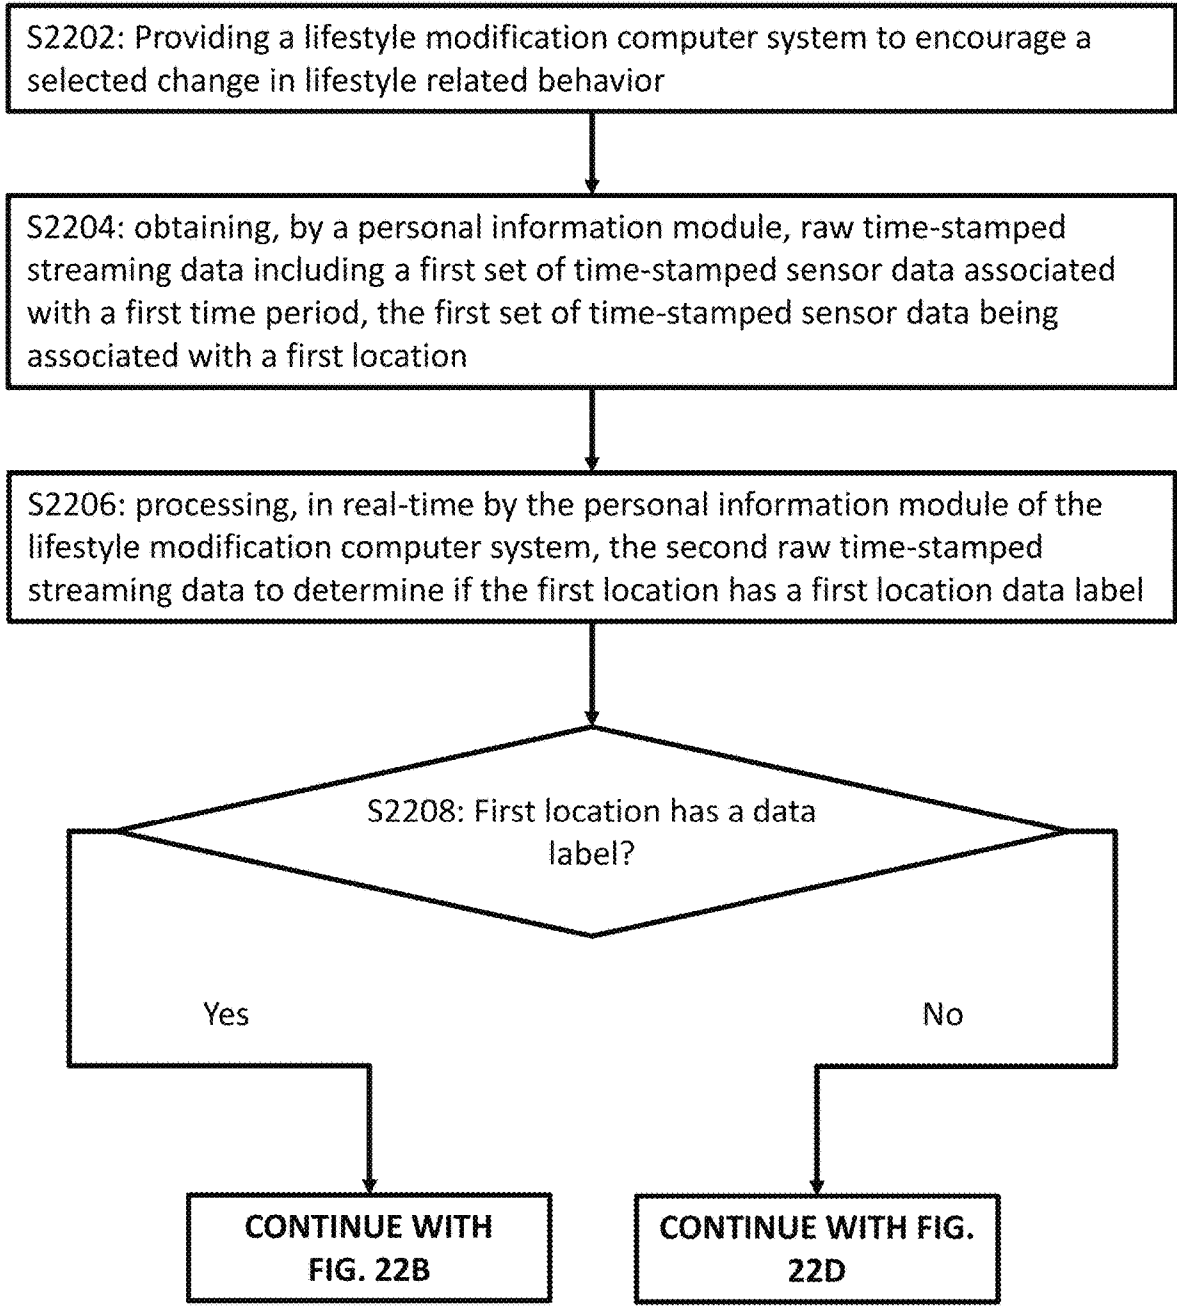 S2202: Providing a lifestyle modification computer system to encourage a
selected change in lifestyle related behavior
S2204: obtaining, by a personal information module, raw time-stamped
streaming data including a first set of time-stamped sensor data associated
with a first time period, the first set of time-stamped sensor data being
associated with a first location
S2206: processing, in real-time by the personal information module of the
lifestyle modification computer system, the second raw time-stamped
streaming data to determine if the first location has a first location data label
S2208: First location has a data
label?
Yes
No
CONTINUE WITH
FIG. 22B
CONTINUE WITH FIG.
22D